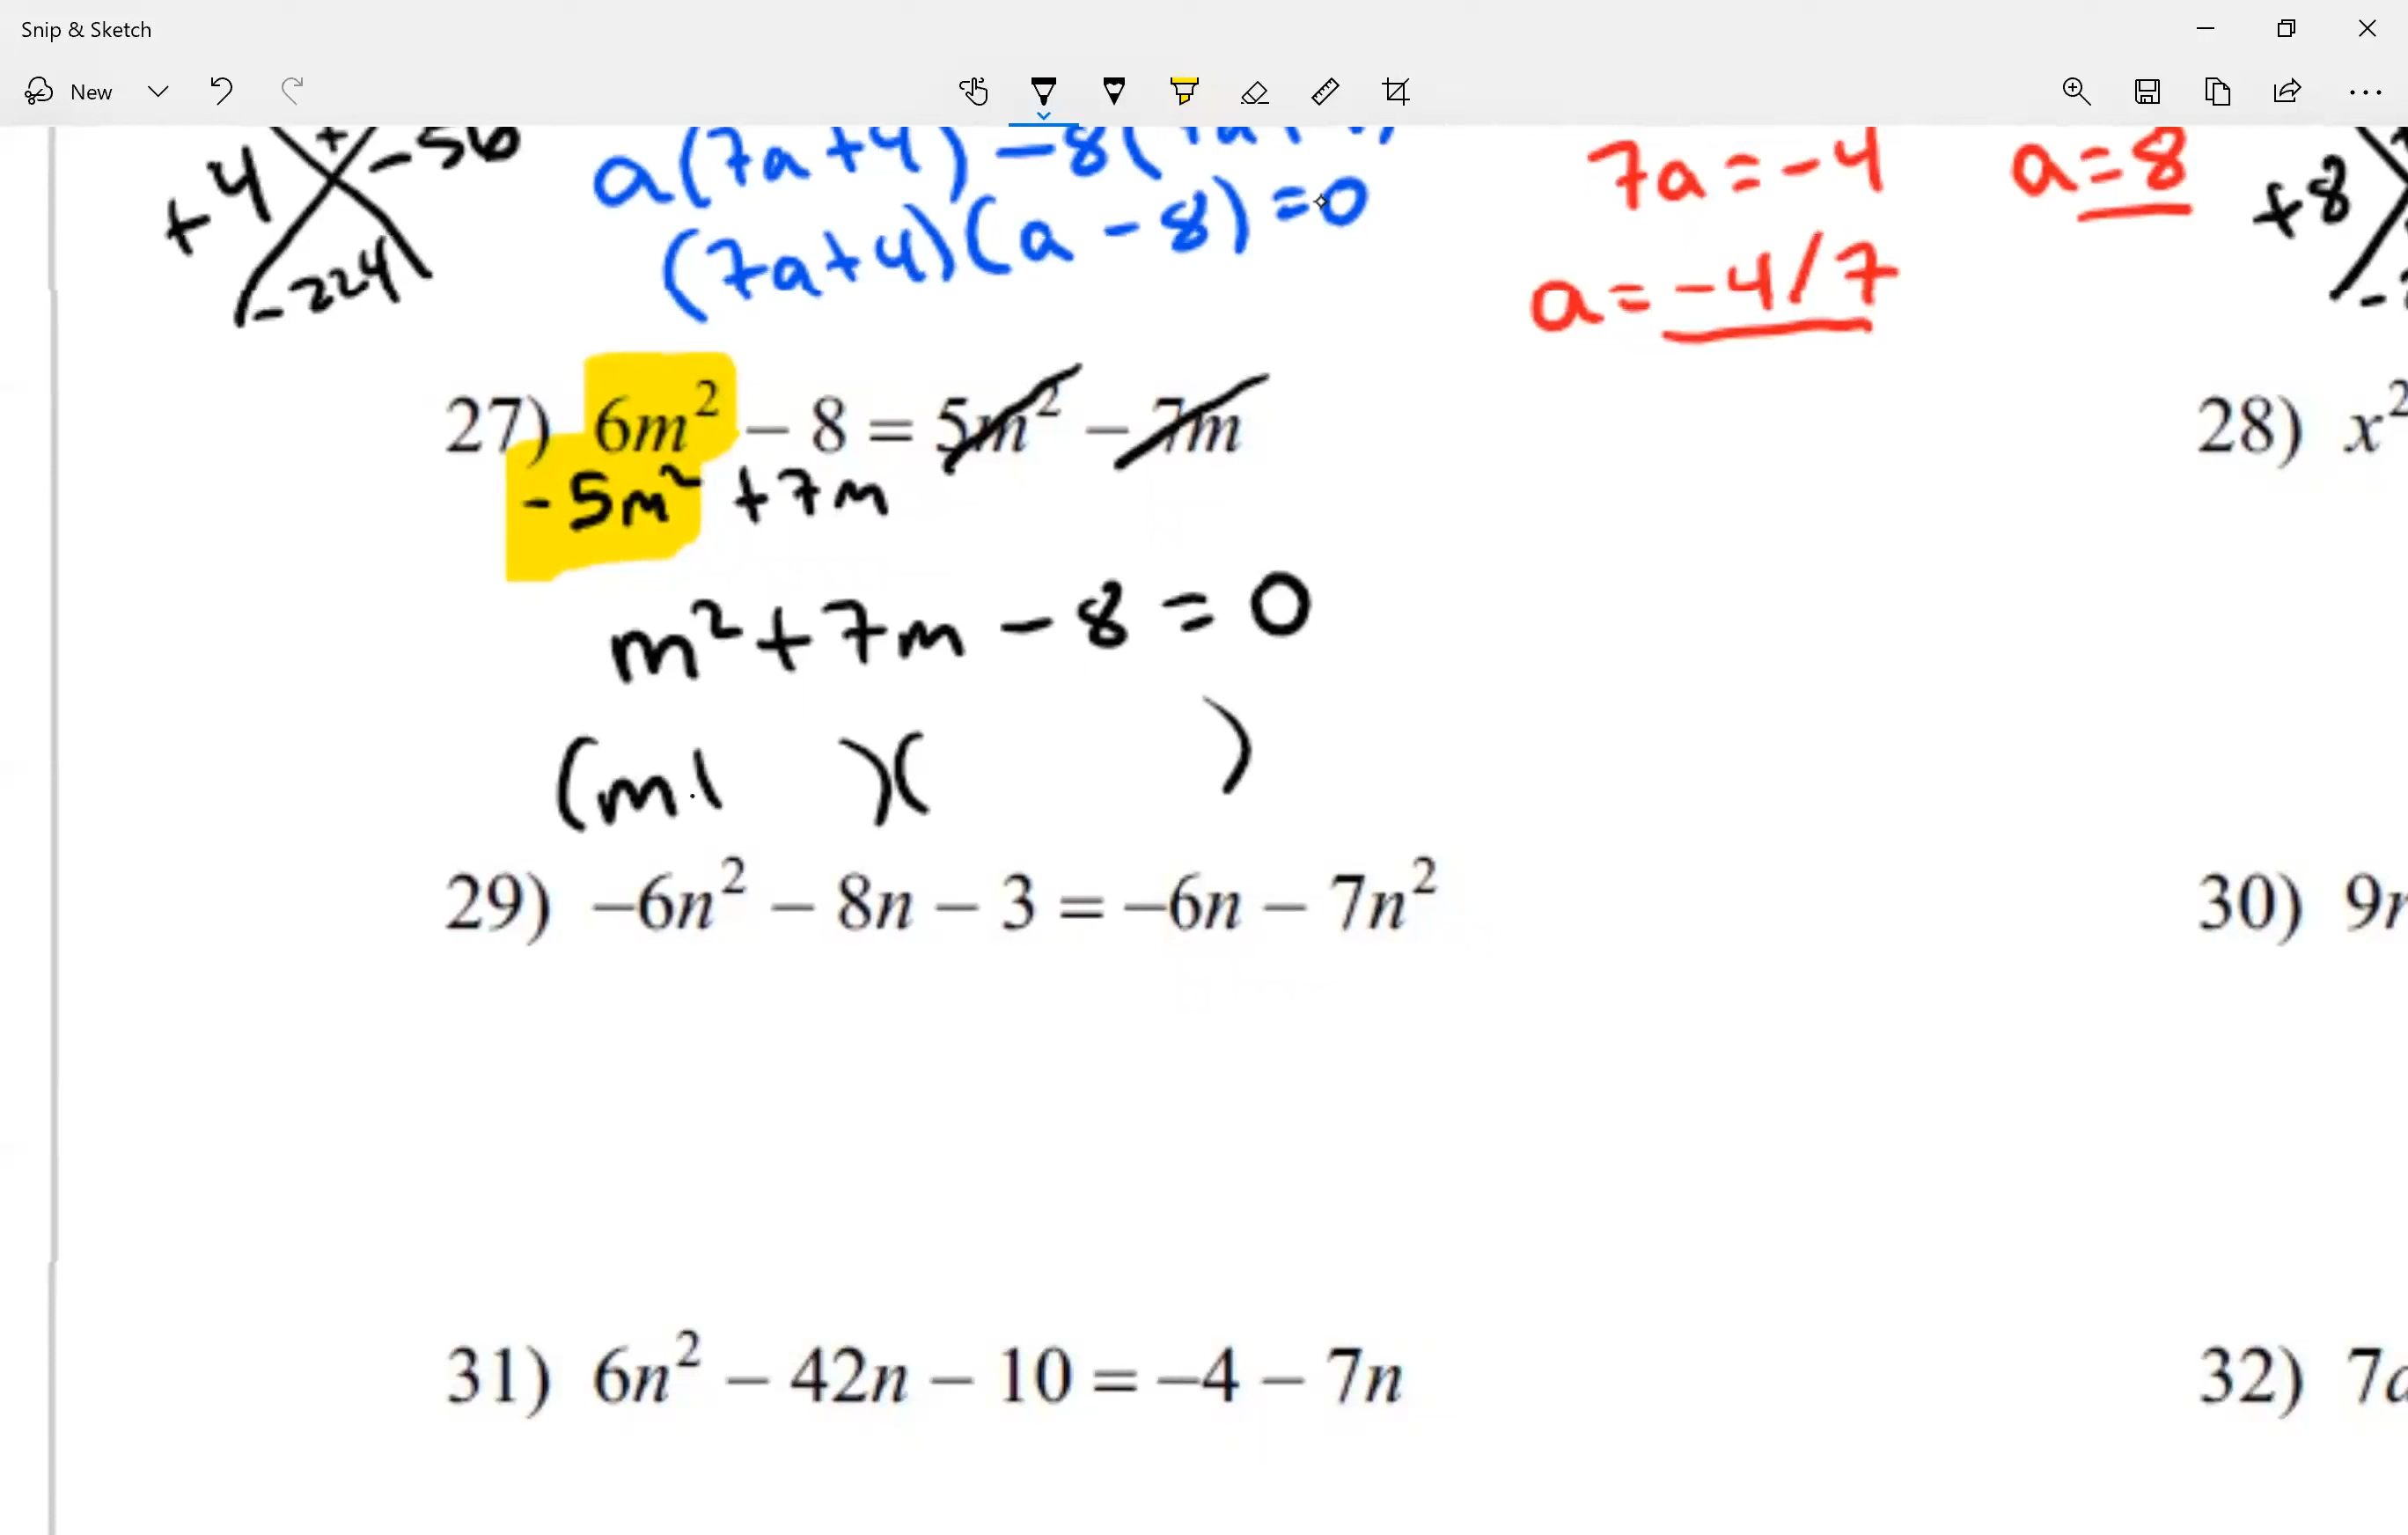 Snip & Sketch
New
+4 + -56
-224
a(7a+4) -8(
(7a+4)(a - 8) = 0
7a = -4
a = -4/7
a = 8
+8
27) 6m² − 8 = 5m² − 7m
-5m² +7m
m² + 7m - 8 = 0
(m )( )
28) x²
29) −6n² − 8n − 3 = −6n − 7n²
30) 9
31) 6n² − 42n − 10 = −4 − 7n
32) 7